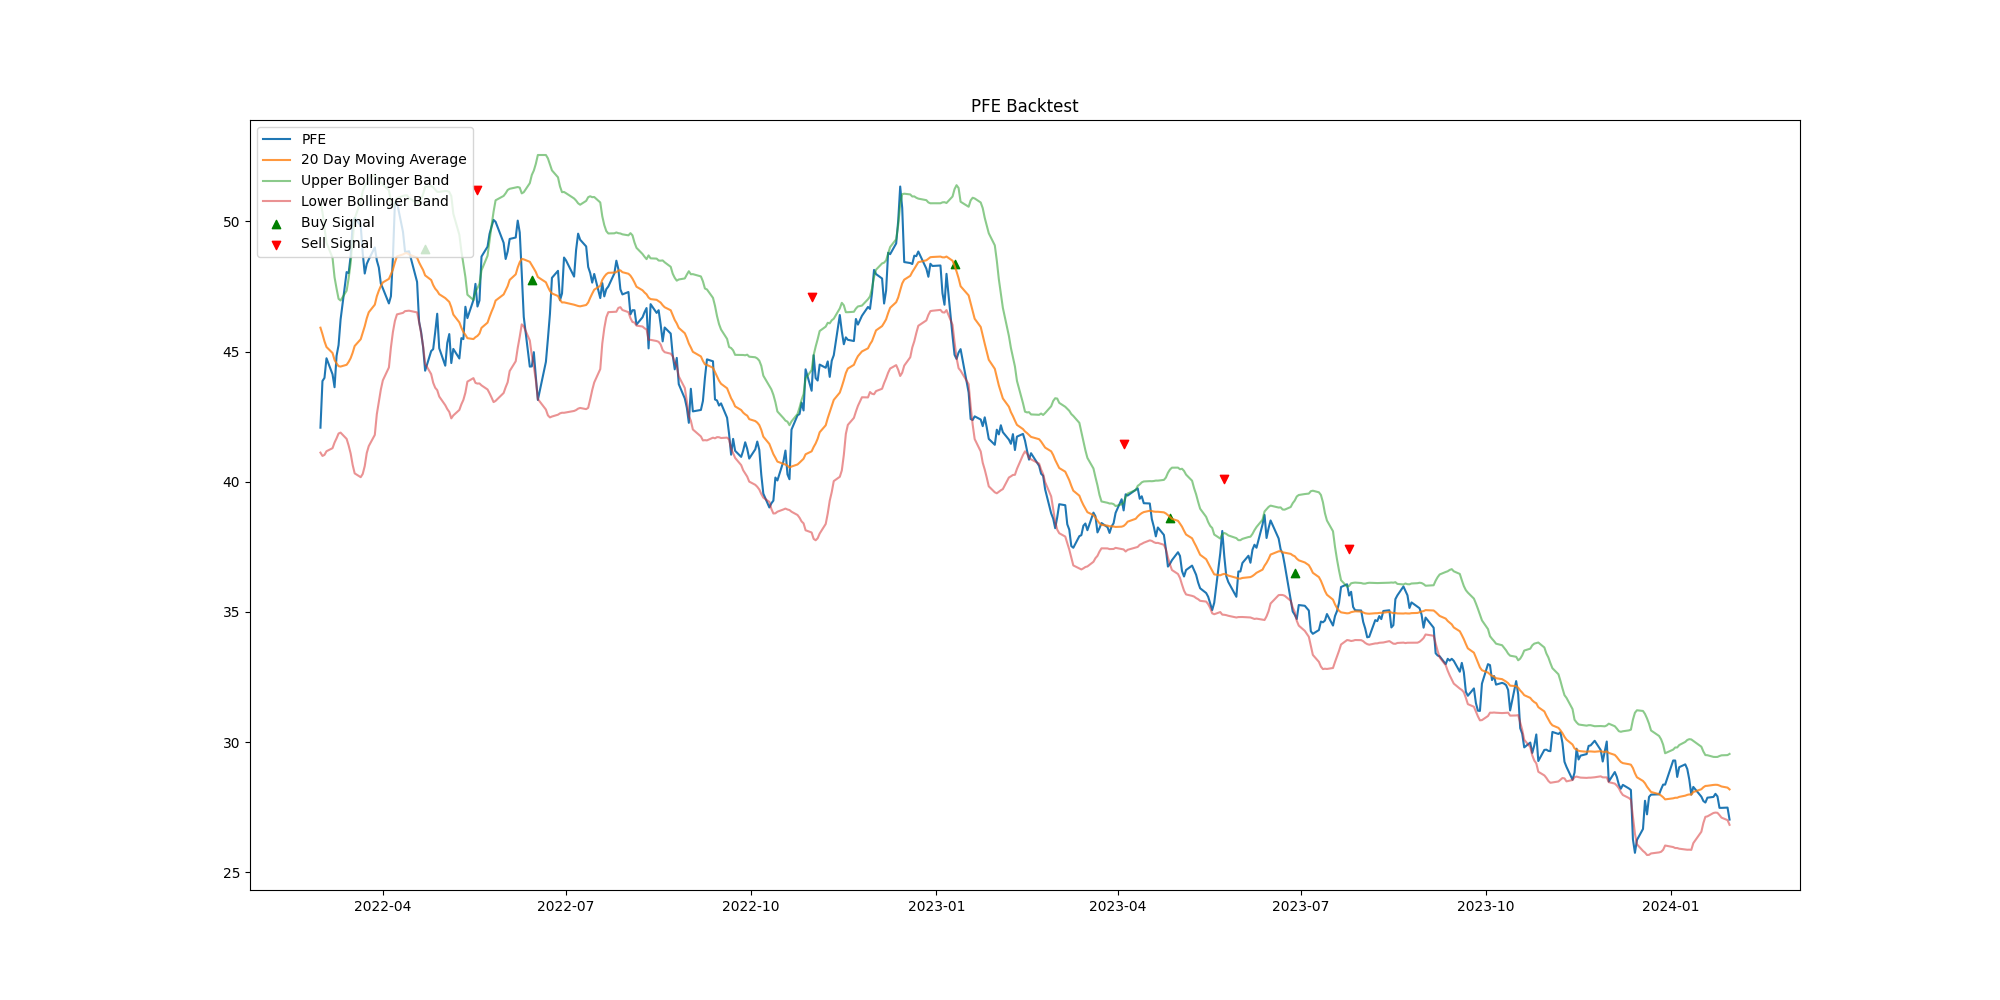 PFE Backtest
PFE
20 Day Moving Average
Upper Bollinger Band
Lower Bollinger Band
Buy Signal
Sell Signal
50
45
40
35
30
25
2022-04
2022-07
2022-10
2023-01
2023-04
2023-07
2023-10
2024-01